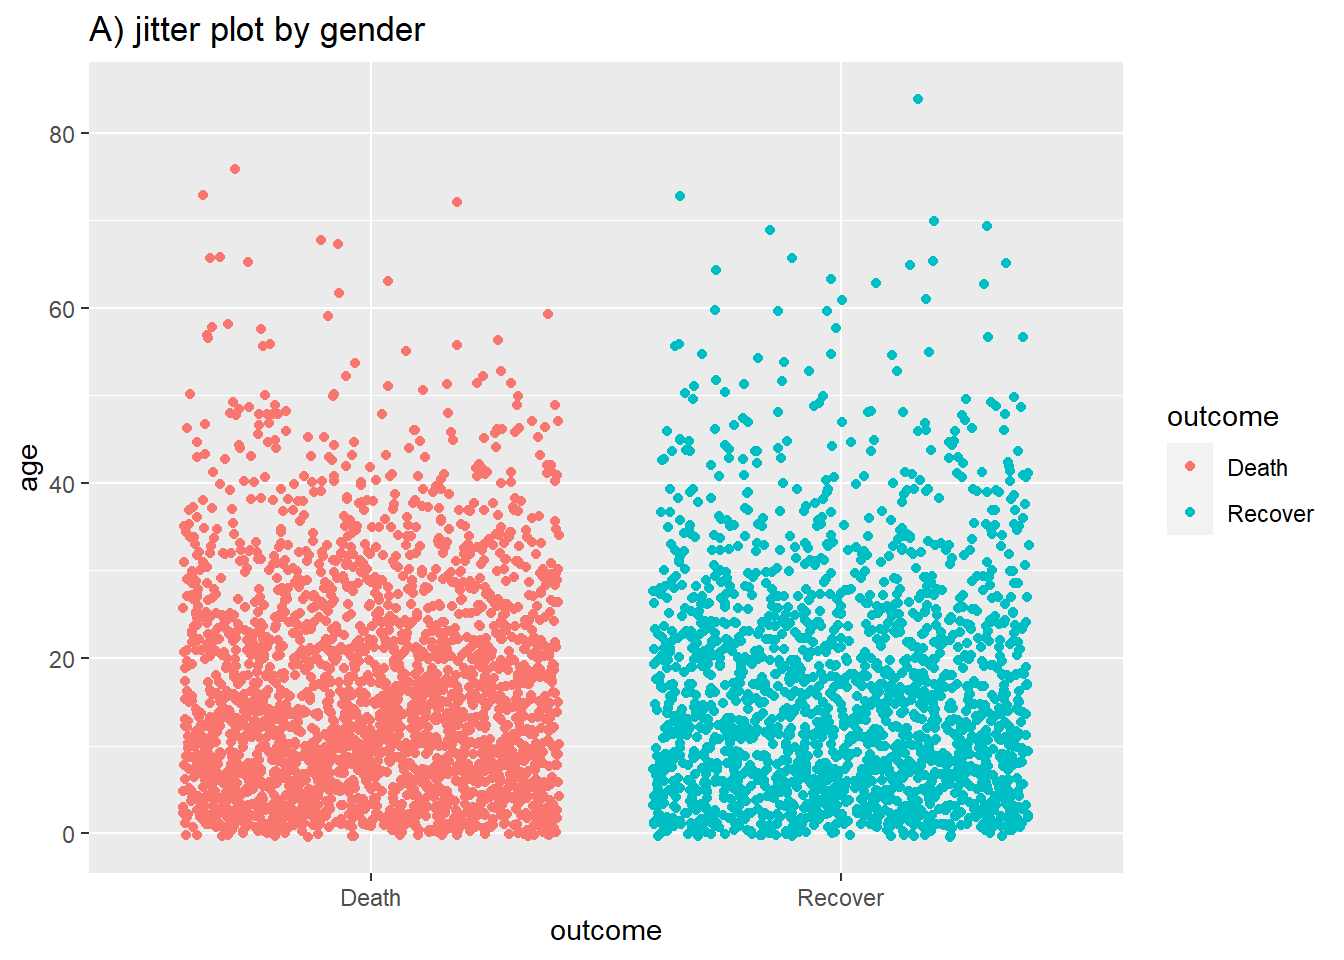 A) jitter plot by gender
80
60
40
20
0
age
Death
Recover
outcome
outcome
Death
Recover